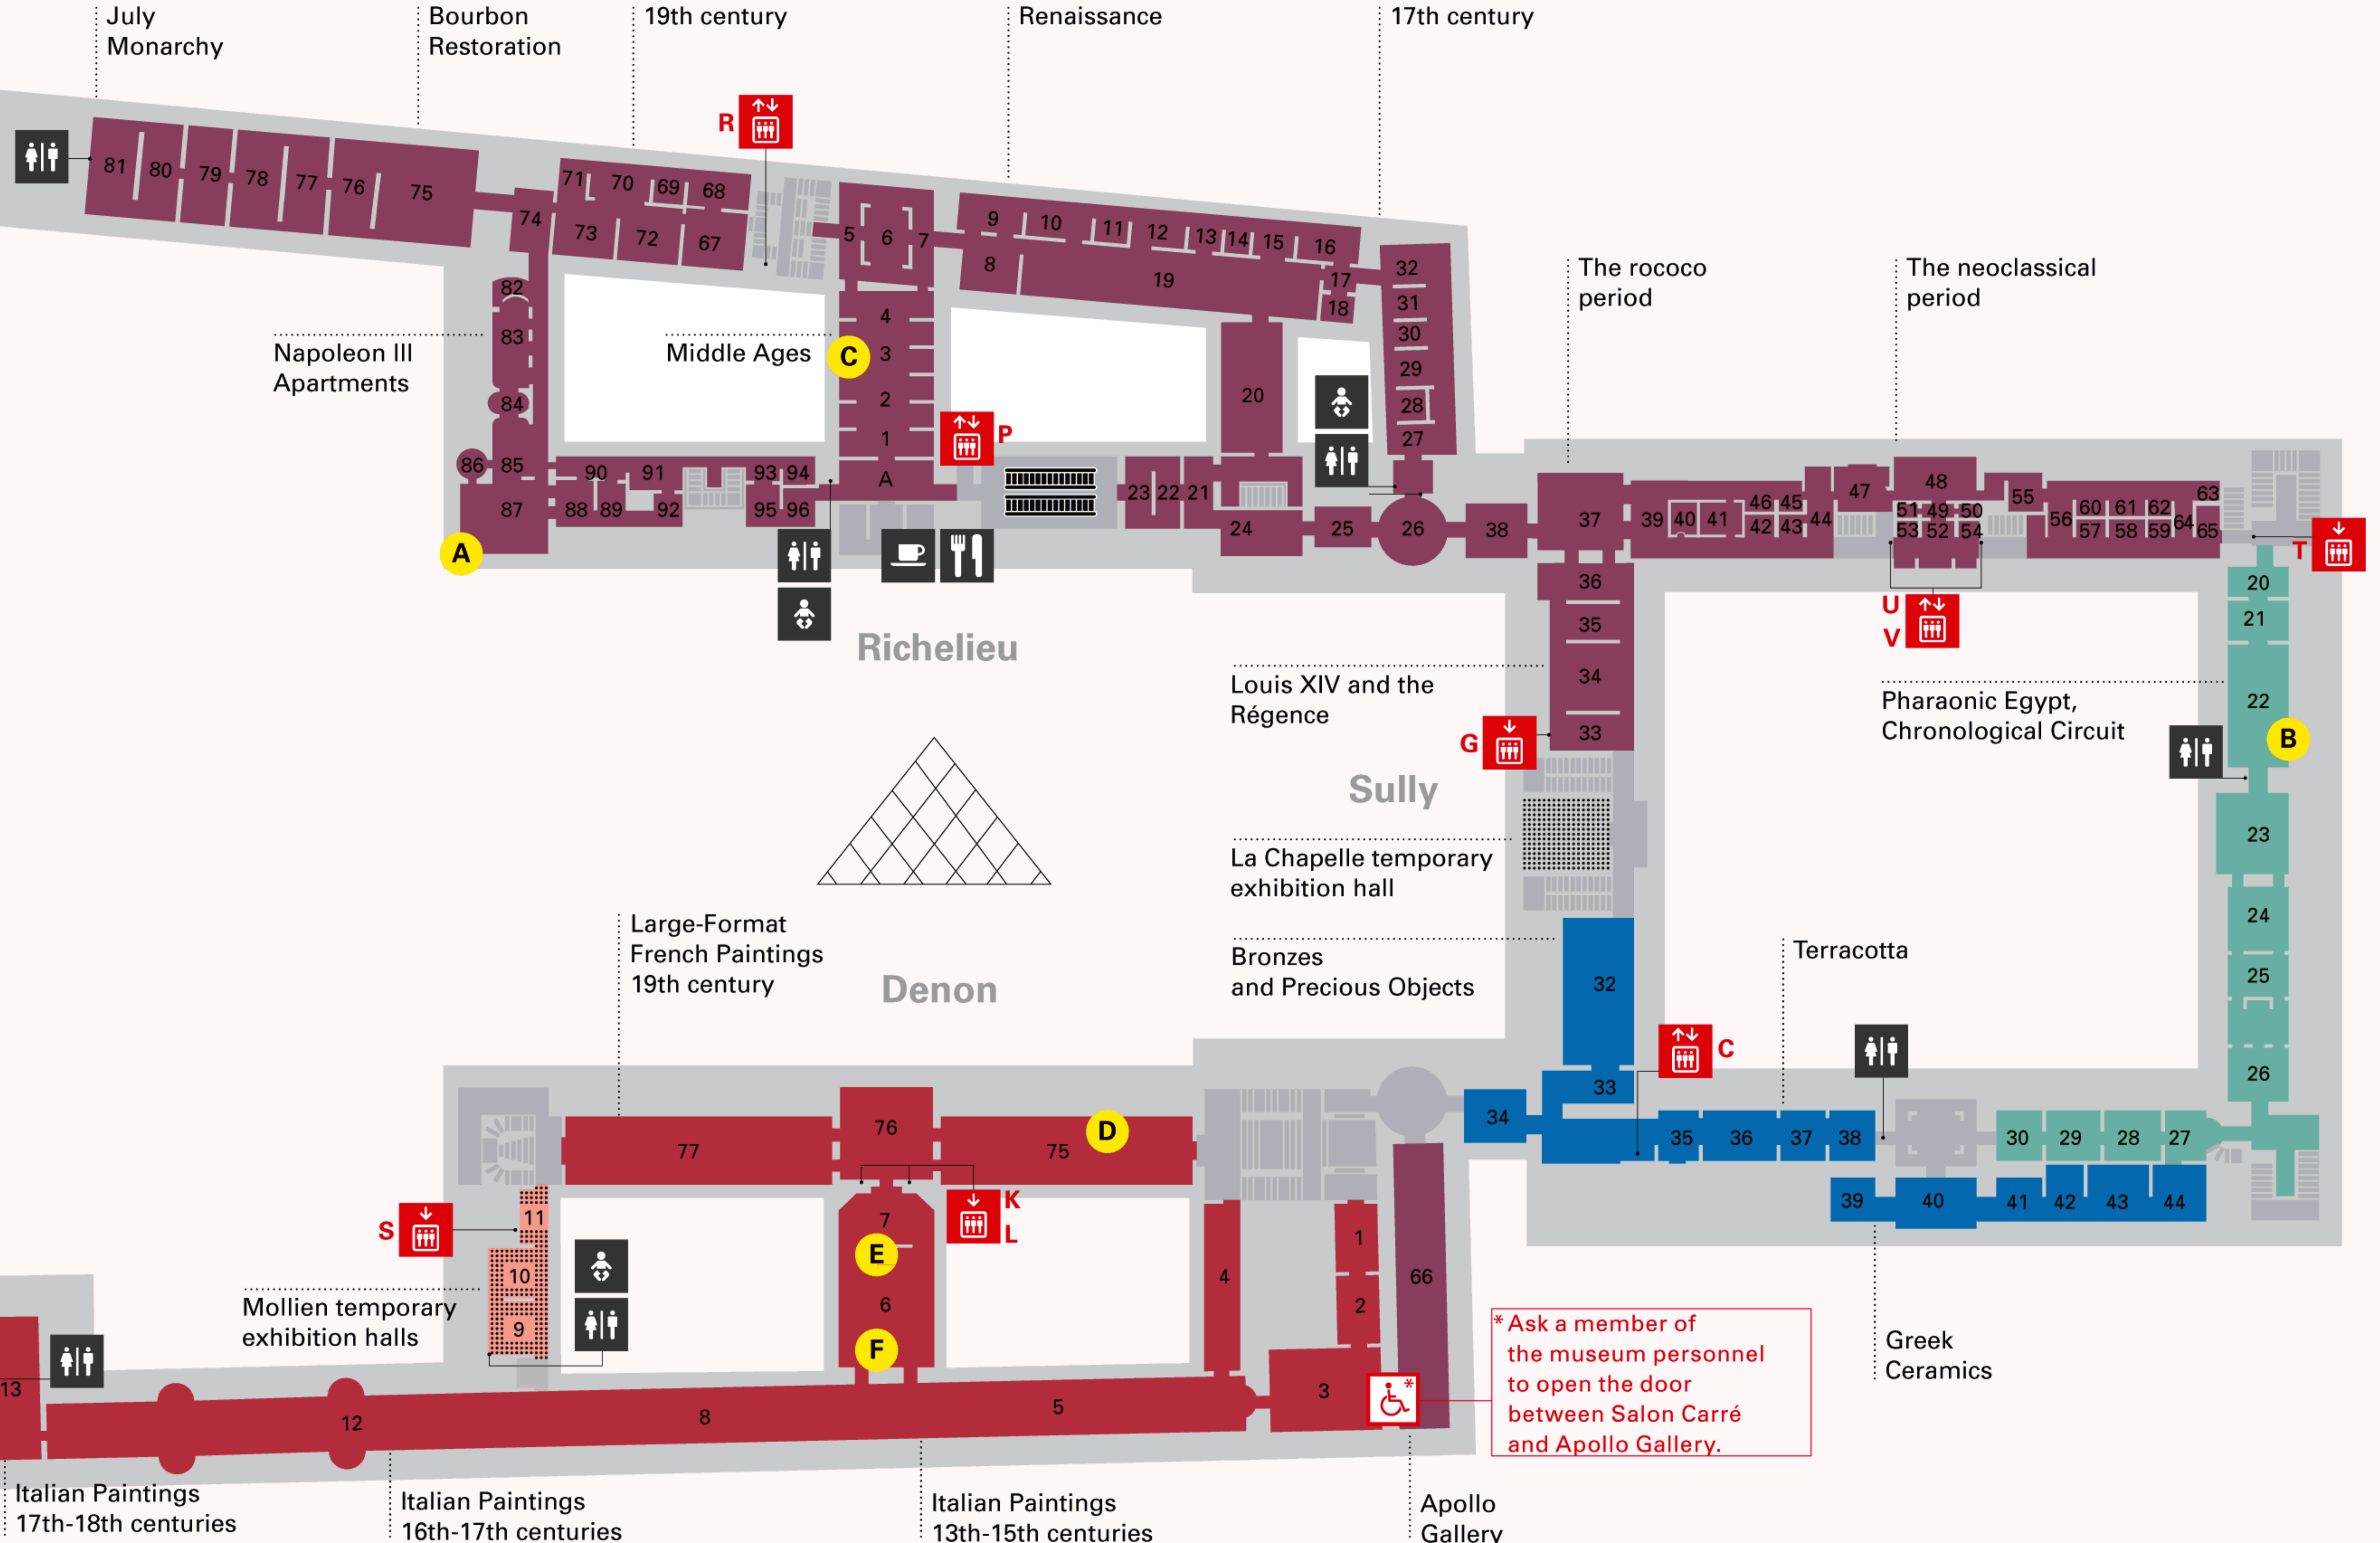 July
Monarchy
Bourbon
Restoration
19th century
Renaissance
17th century
R
81 80 79 78 77 76 75
74
71 70 69 68
73 72 67
5 6 7
9 10 11 12 13 14 15 16
8 19 17
18
32
31
30
29
28
27
The rococo
period
The neoclassical
period
82
83
84
86 85
87
A
Napoleon III
Apartments
Middle Ages
C
4
3
2
1
A
P
20
90 91 93 94
88 89 92 95 96
23 22 21
24 25 26 38 37
39 40 41 46 45
42 43 44
47 48 55
51 49 50
53 52 54
56 60 61 62 63
57 58 59 64 65
T
U
V
36
35
34
33
20
21
22
B
23
24
25
26
Richelieu
Louis XIV and the
Régence
G
Pharaonic Egypt,
Chronological Circuit
Sully
La Chapelle temporary
exhibition hall
Large-Format
French Paintings
19th century
Denon
Bronzes
and Precious Objects
Terracotta
32
33
34
C
35 36 37 38
30 29 28 27
39 40 41 42 43 44
77 76 75
D
K
L
S
11
10
9
7
E
6
F
4
1
2
3
66
Mollien temporary
exhibition halls
13 12 8 5
* Ask a member of
the museum personnel
to open the door
between Salon Carré
and Apollo Gallery.
*
Greek
Ceramics
Italian Paintings
17th-18th centuries
Italian Paintings
16th-17th centuries
Italian Paintings
13th-15th centuries
Apollo
Gallery